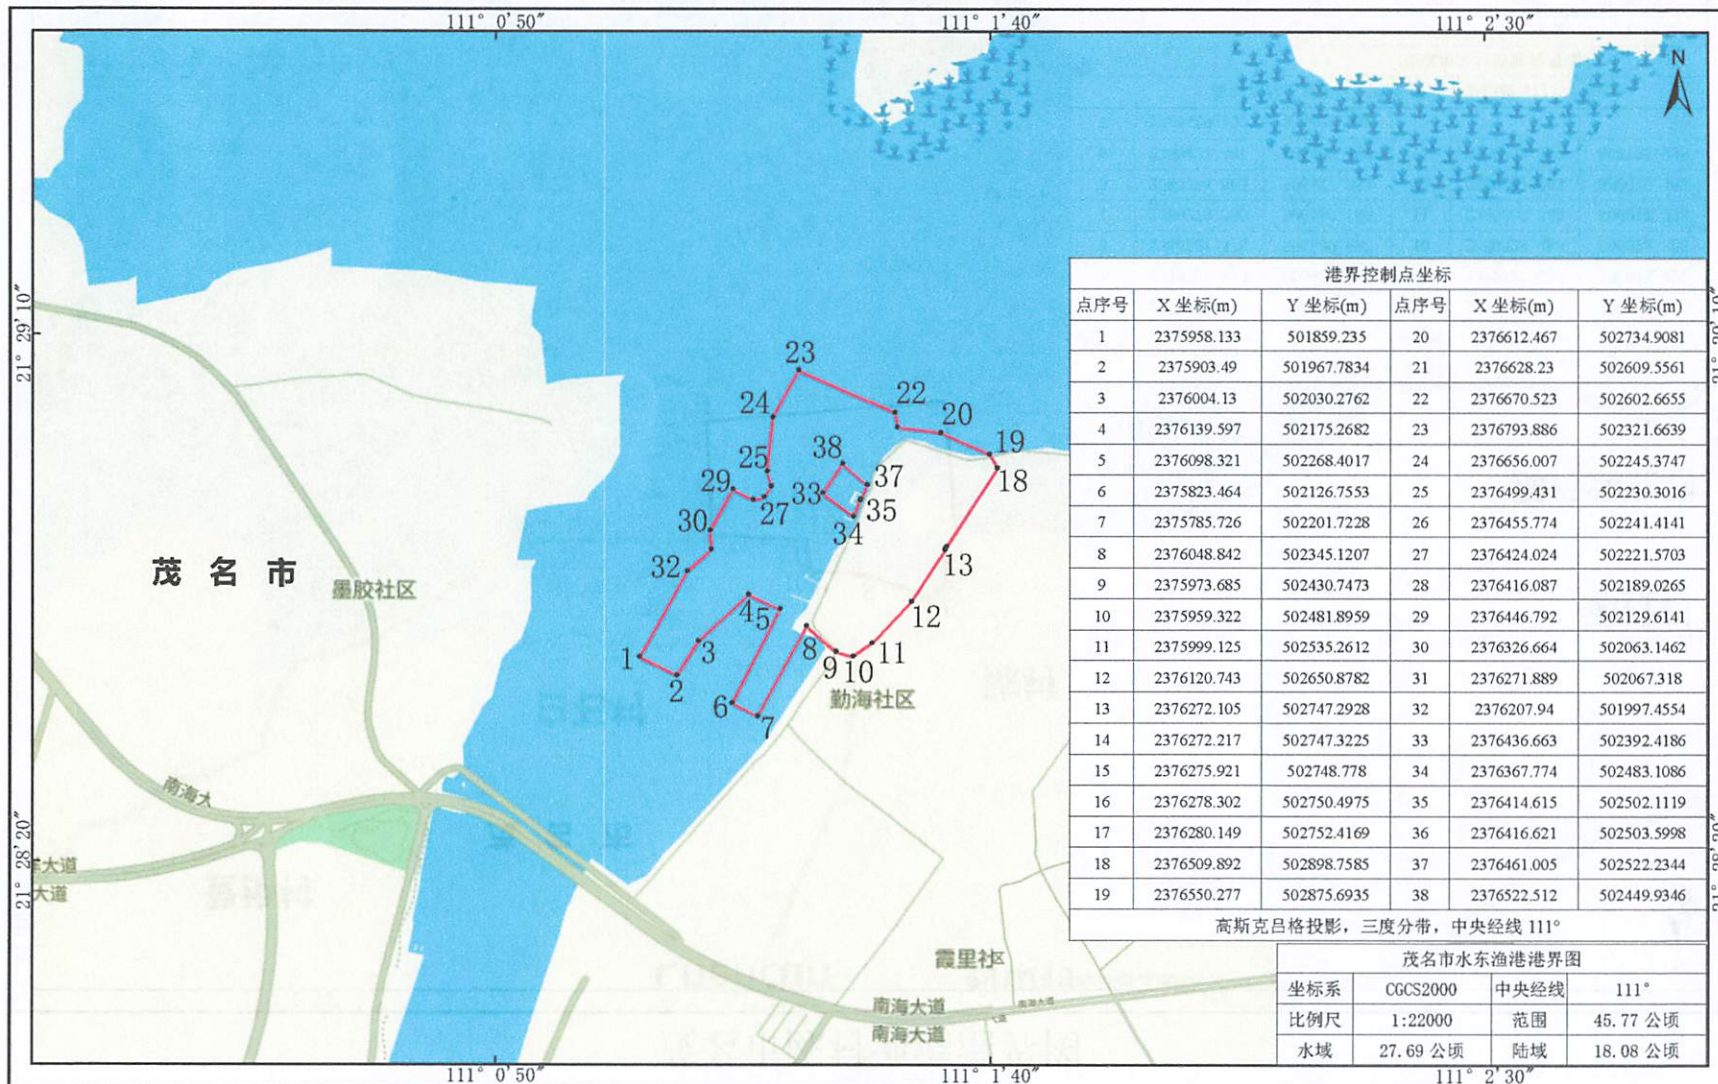 111° 0′50″ 111° 1′40″ 111° 2′30″
N
21° 29′10″
21° 29′10″
港界控制点坐标
点序号 X 坐标(m) Y 坐标(m) 点序号 X 坐标(m) Y 坐标(m)
1 2375958.133 501859.235 20 2376612.467 502734.9081
2 2375903.49 501967.7834 21 2376628.23 502609.5561
3 2376004.13 502030.2762 22 2376670.523 502602.6655
4 2376139.597 502175.2682 23 2376793.886 502321.6639
5 2376098.321 502268.4017 24 2376656.007 502245.3747
6 2375823.464 502126.7553 25 2376499.431 502230.3016
7 2375785.726 502201.7228 26 2376455.774 502241.4141
8 2376048.842 502345.1207 27 2376424.024 502221.5703
9 2375973.685 502430.7473 28 2376416.087 502189.0265
10 2375959.322 502481.8959 29 2376446.792 502129.6141
11 2375999.125 502535.2612 30 2376326.664 502063.1462
12 2376120.743 502650.8782 31 2376271.889 502067.318
13 2376272.105 502747.2928 32 2376207.94 501997.4554
14 2376272.217 502747.3225 33 2376436.663 502392.4186
15 2376275.921 502748.778 34 2376367.774 502483.1086
16 2376278.302 502750.4975 35 2376414.615 502502.1119
17 2376280.149 502752.4169 36 2376416.621 502503.5998
18 2376509.892 502898.7585 37 2376461.005 502522.2344
19 2376550.277 502875.6935 38 2376522.512 502449.9346
高斯克吕格投影，三度分带，中央经线 111°
23
22
24
20
19
38
25
18
37
29
33
27
35
30
34
13
32
茂名市
墨胶社区
4
5
12
3
8
11
1
9
10
2
勤海社区
6
7
南海大
21° 28′20″
21° 28′20″
大道
大道
霞里社区
南海大道
南海大道
南海大道
茂名市水东渔港港界图
坐标系 CGCS2000 中央经线 111°
比例尺 1:22000 范围 45.77 公顷
水域 27.69 公顷 陆域 18.08 公顷
111° 0′50″ 111° 1′40″ 111° 2′30″